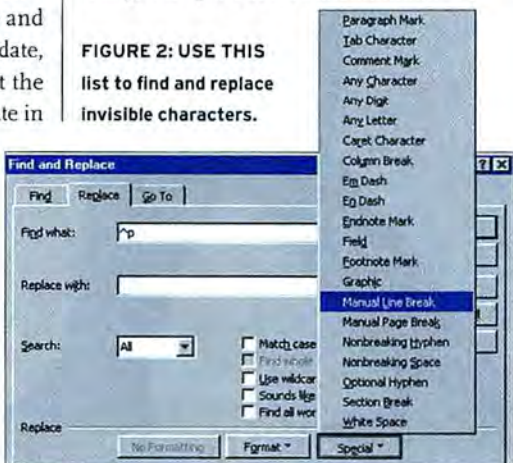 and
date,
t the
te in
FIGURE 2: USE THIS
list to find and replace
invisible characters.
Paragraph Mark
Tab Character
Comment Mark
Any Character
Any Digit
Any Letter
Caret Character
Column Break
Em Dash
En Dash
Endnote Mark
Field
Footnote Mark
Graphic
Manual Line Break
Manual Page Break
Nonbreaking Hyphen
Nonbreaking Space
Optional Hyphen
Section Break
White Space
Find and Replace
Find Replace Go To
Find what: ^p
Replace with:
Search: All
Match case
Find whole
Use wildcar
Sounds like
Find all wor
Replace
No Formatting Format Special